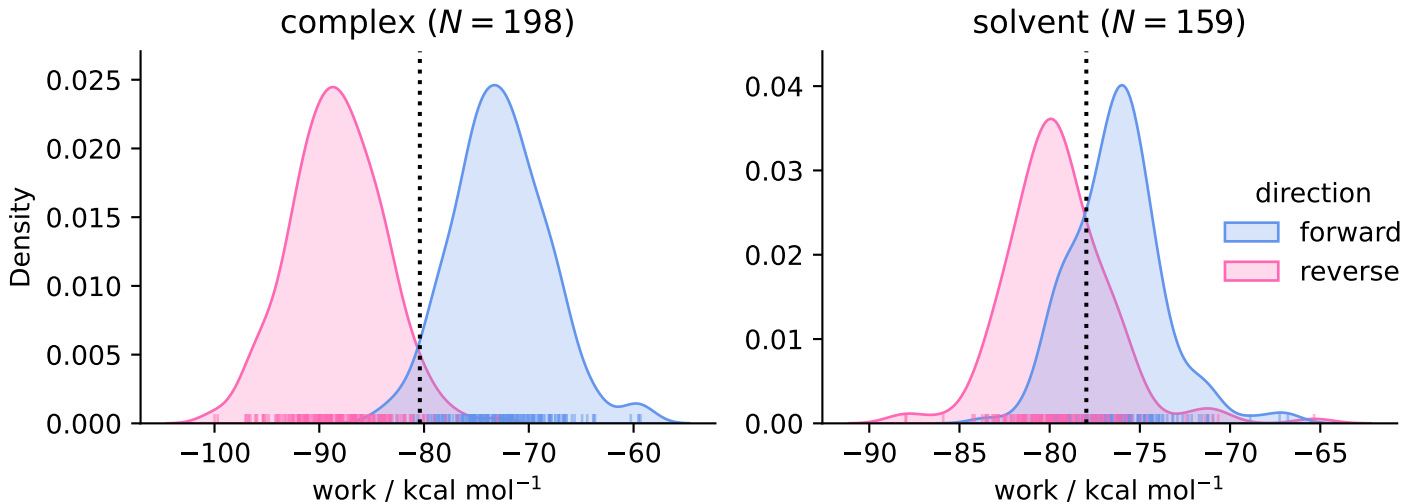 complex (N = 198)
Density
0.025
0.020
0.015
0.010
0.005
0.000
−100 −90 −80 −70 −60
work / kcal mol⁻¹
solvent (N = 159)
0.04
0.03
0.02
0.01
0.00
−90 −85 −80 −75 −70 −65
work / kcal mol⁻¹
direction
forward
reverse